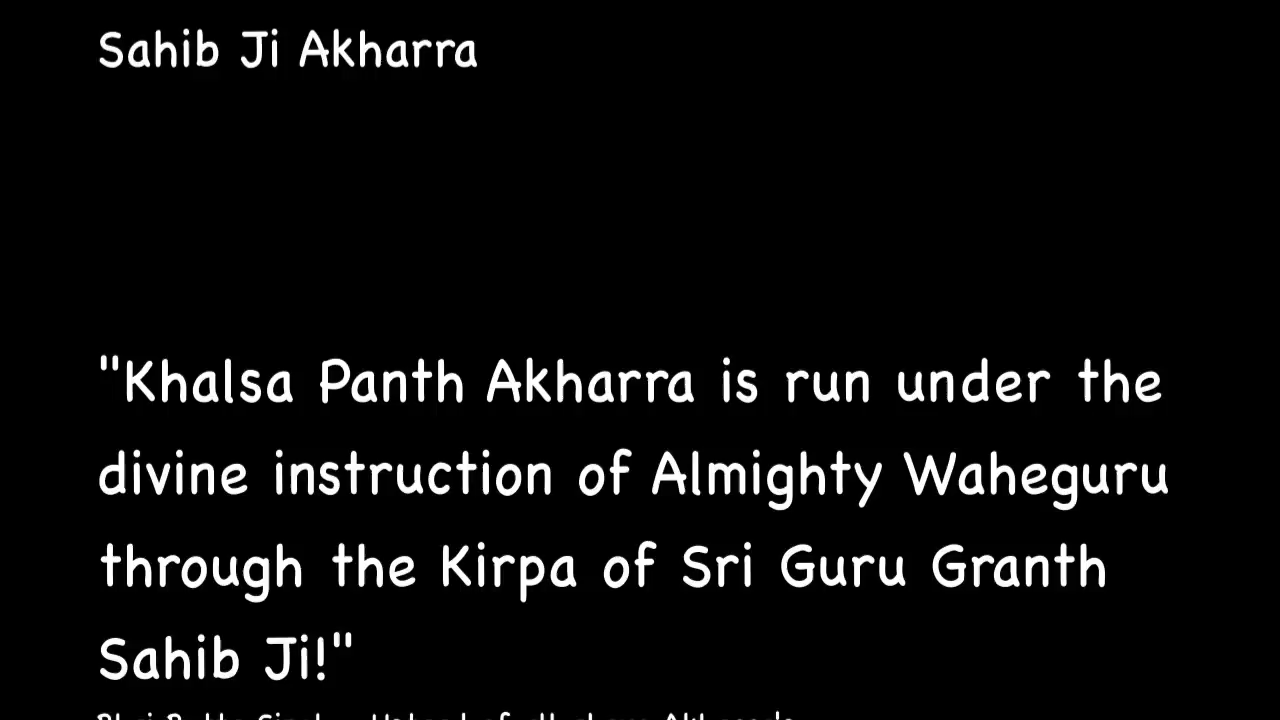 Sahib Ji Akharra
"Khalsa Panth Akharra is run under the
divine instruction of Almighty Waheguru
through the Kirpa of Sri Guru Granth
Sahib Ji!"